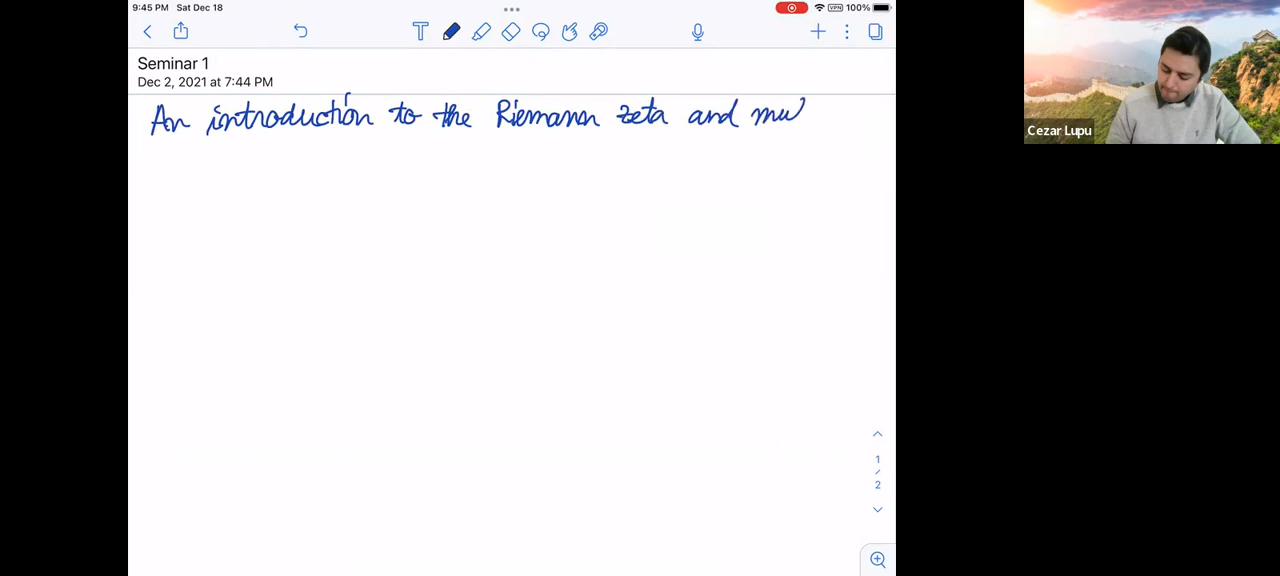 9:45 PM Sat Dec 18
VPN 100%
Seminar 1
Dec 2, 2021 at 7:44 PM
An introduction to the Riemann zeta and mu
1
/
2
Cezar Lupu